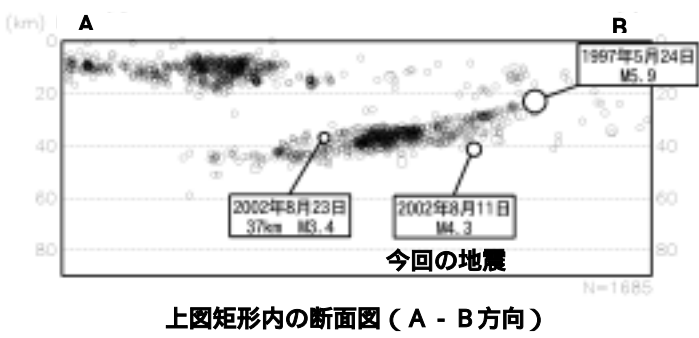 (km) A B
0 0
1997年5月24日
M5.9
20 20
40 40
60 60
2002年8月23日
37km M3.4
2002年8月11日
M4.3
80 80
今回の地震
N=1685
上図矩形内の断面図(A-B方向)